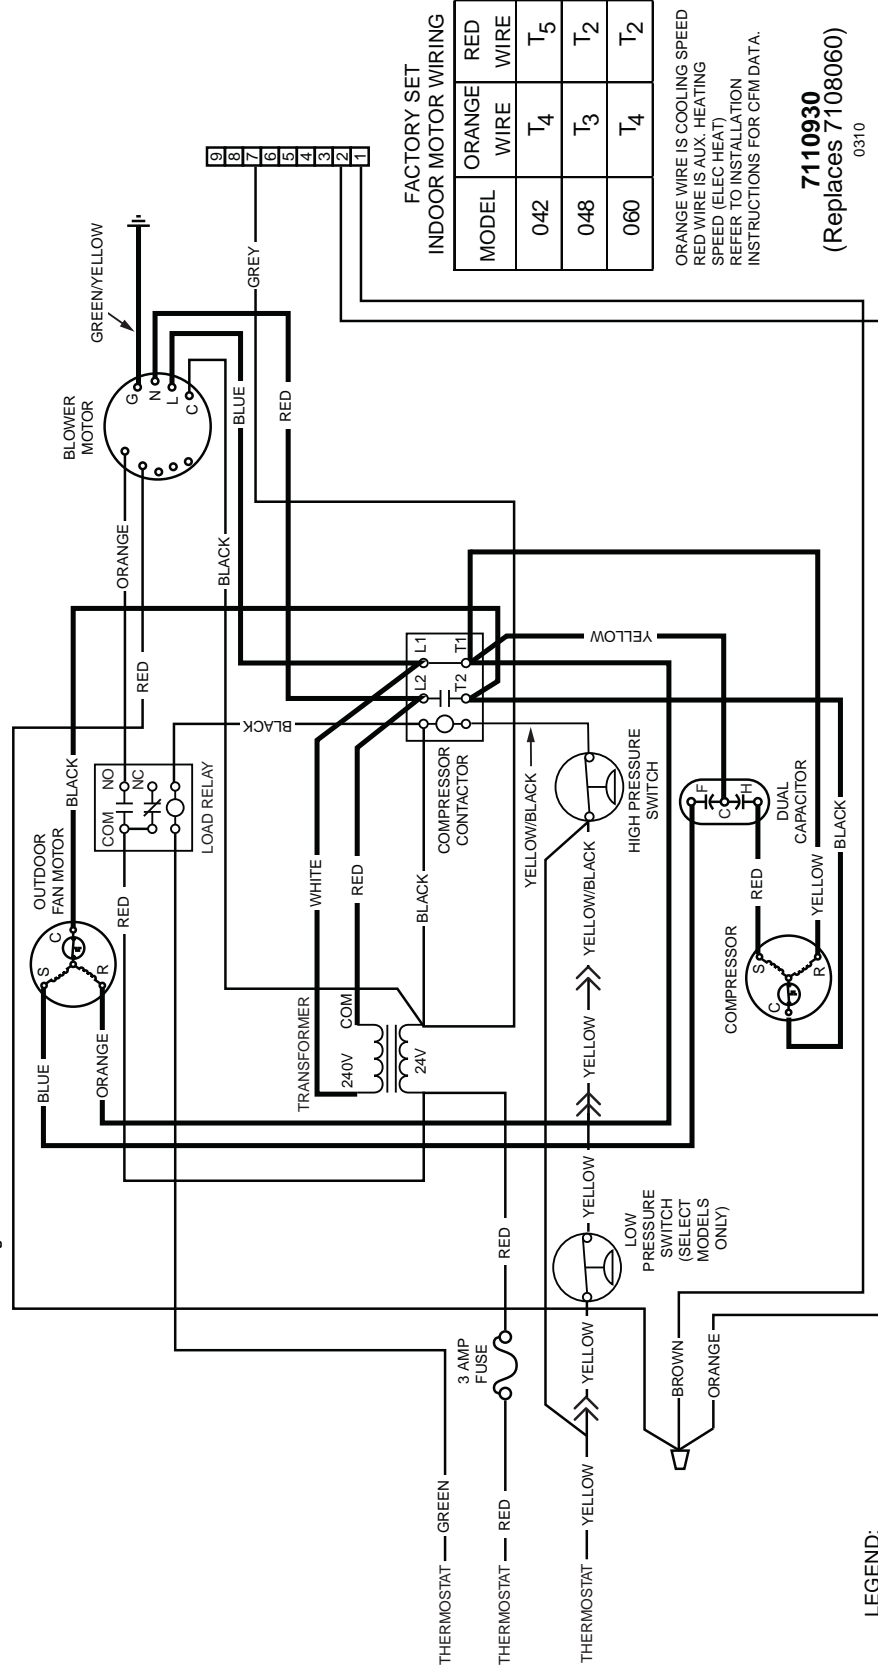 FACTORY SET
INDOOR MOTOR WIRING
MODEL
ORANGE WIRE
RED WIRE
042
T4
T5
048
T3
T2
060
T4
T2
ORANGE WIRE IS COOLING SPEED
RED WIRE IS AUX. HEATING
SPEED (ELEC HEAT)
REFER TO INSTALLATION
INSTRUCTIONS FOR CFM DATA.
7110930
(Replaces 7108060)
0310
9
8
7
6
5
4
3
2
1
GREEN/YELLOW
GREY
BLOWER
MOTOR
G
N
L
C
BLUE
RED
ORANGE
BLACK
RED
BLACK
OUTDOOR
FAN MOTOR
C
S
R
BLUE
ORANGE
COM
NO
NC
LOAD RELAY
RED
BLACK
L2
L1
T2
T1
COMPRESSOR
CONTACTOR
WHITE
RED
BLACK
TRANSFORMER
240V
COM
24V
YELLOW
YELLOW/BLACK
HIGH PRESSURE
SWITCH
YELLOW/BLACK
YELLOW
YELLOW
LOW
PRESSURE
SWITCH
(SELECT
MODELS
ONLY)
YELLOW
F
C
H
DUAL
CAPACITOR
RED
YELLOW
BLACK
COMPRESSOR
S
C
R
RED
3 AMP
FUSE
BROWN
ORANGE
THERMOSTAT
GREEN
THERMOSTAT
RED
THERMOSTAT
YELLOW
LEGEND: